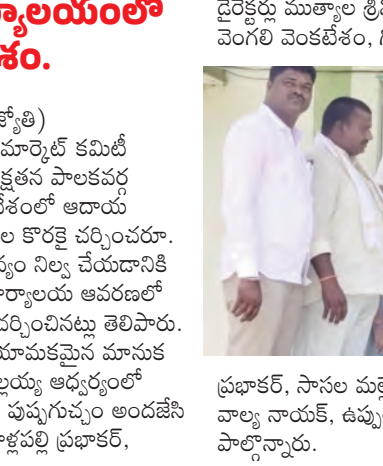 ర్యాలయంలో
శం.
జ్యోతి)
మార్కెట్ కమిటీ
క్షతన పాలకవర్గ
శంలో ఆదాయ
ల కొరకై చర్చించరూ.
న్యం నిల్వ చేయడానికి
ర్యాలయ ఆవరణలో
చర్చించినట్లు తెలిపారు.
యామకమైన మానుక
ల్లయ్య ఆధ్వర్యంలో
పుష్పగుచ్ఛం అందజేసి
ళ్లపల్లి ప్రభాకర్,
డైరెక్టర్లు ముత్యాల శ్రీని
వెంగలి వెంకటేశం,
ప్రభాకర్, సాసల మల్లే
వాల్య నాయక్, ఉప్పు
పాల్గొన్నారు.